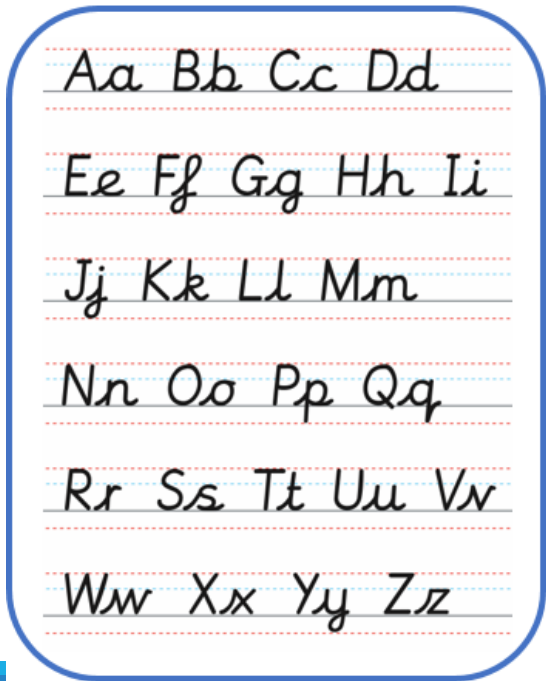 Aa Bb Cc Dd
Ee Ff Gg Hh Ii
Jj Kk Ll Mm
Nn Oo Pp Qq
Rr Ss Tt Uu Vv
Ww Xx Yy Zz